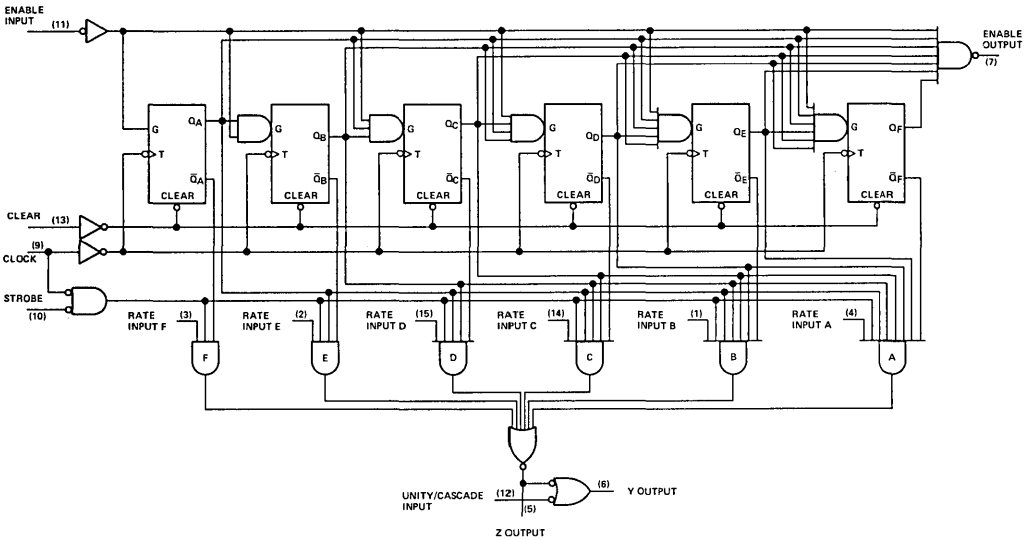 ENABLE
INPUT
(11)
ENABLE
OUTPUT
(7)
QA
G
T
Q̄A
CLEAR
G
QB
T
Q̄B
CLEAR
G
QC
T
Q̄C
CLEAR
G
QD
T
Q̄D
CLEAR
G
QE
T
Q̄E
CLEAR
G
QF
T
Q̄F
CLEAR
CLEAR
(13)
(9)
CLOCK
STROBE
(10)
RATE
INPUT F
(3)
RATE
INPUT E
(2)
RATE
INPUT D
(15)
RATE
INPUT C
(14)
RATE
INPUT B
(1)
RATE
INPUT A
(4)
F
E
D
C
B
A
UNITY/CASCADE
INPUT
(12)
(5)
(6)
Y OUTPUT
Z OUTPUT